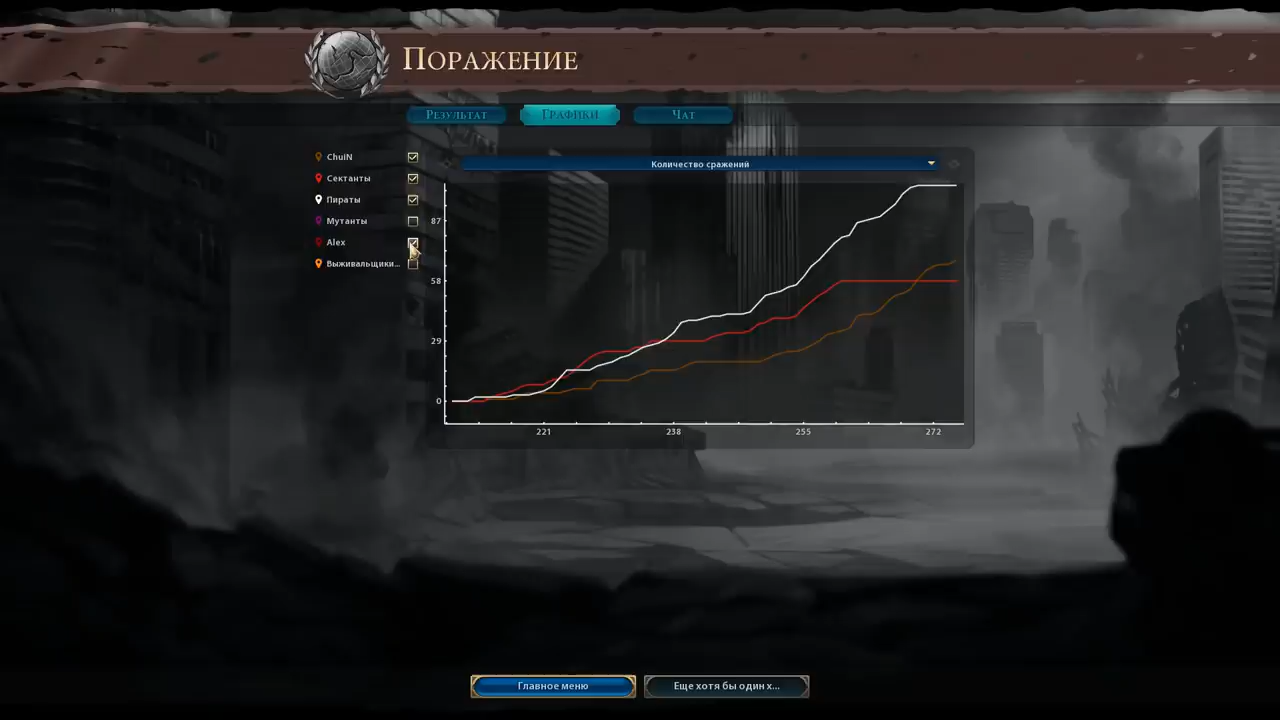 Поражение
Результат
Графики
Чат
ChuiN
Сектанты
Пираты
Мутанты
Alex
Выживальщики...
Количество сражений
87
58
29
0
221
238
255
272
Главное меню
Еще хотя бы один х...